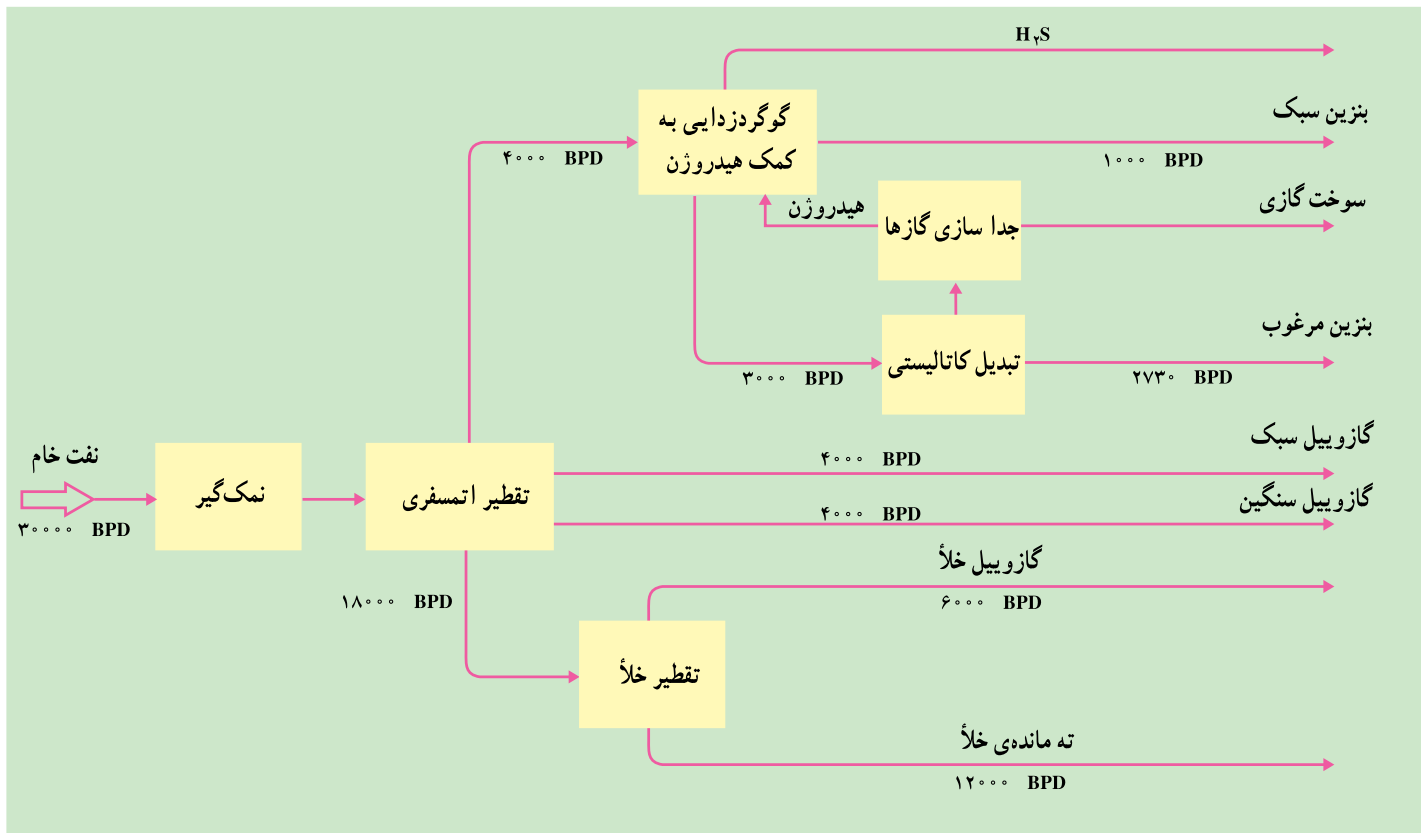 H₂S
گوگردزدایی به
کمک هیدروژن
بنزین سبک
۴۰۰۰ BPD
۱۰۰۰ BPD
سوخت گازی
هیدروژن
جدا سازی گازها
بنزین مرغوب
تبدیل کاتالیستی
۳۰۰۰ BPD
۲۷۳۰ BPD
گازوییل سبک
۴۰۰۰ BPD
نفت خام
نمک‌گیر
تقطیر اتمسفری
گازوییل سنگین
۴۰۰۰ BPD
۳۰۰۰۰ BPD
گازوییل خلأ
۱۸۰۰۰ BPD
۶۰۰۰ BPD
تقطیر خلأ
ته مانده‌ی خلأ
۱۲۰۰۰ BPD